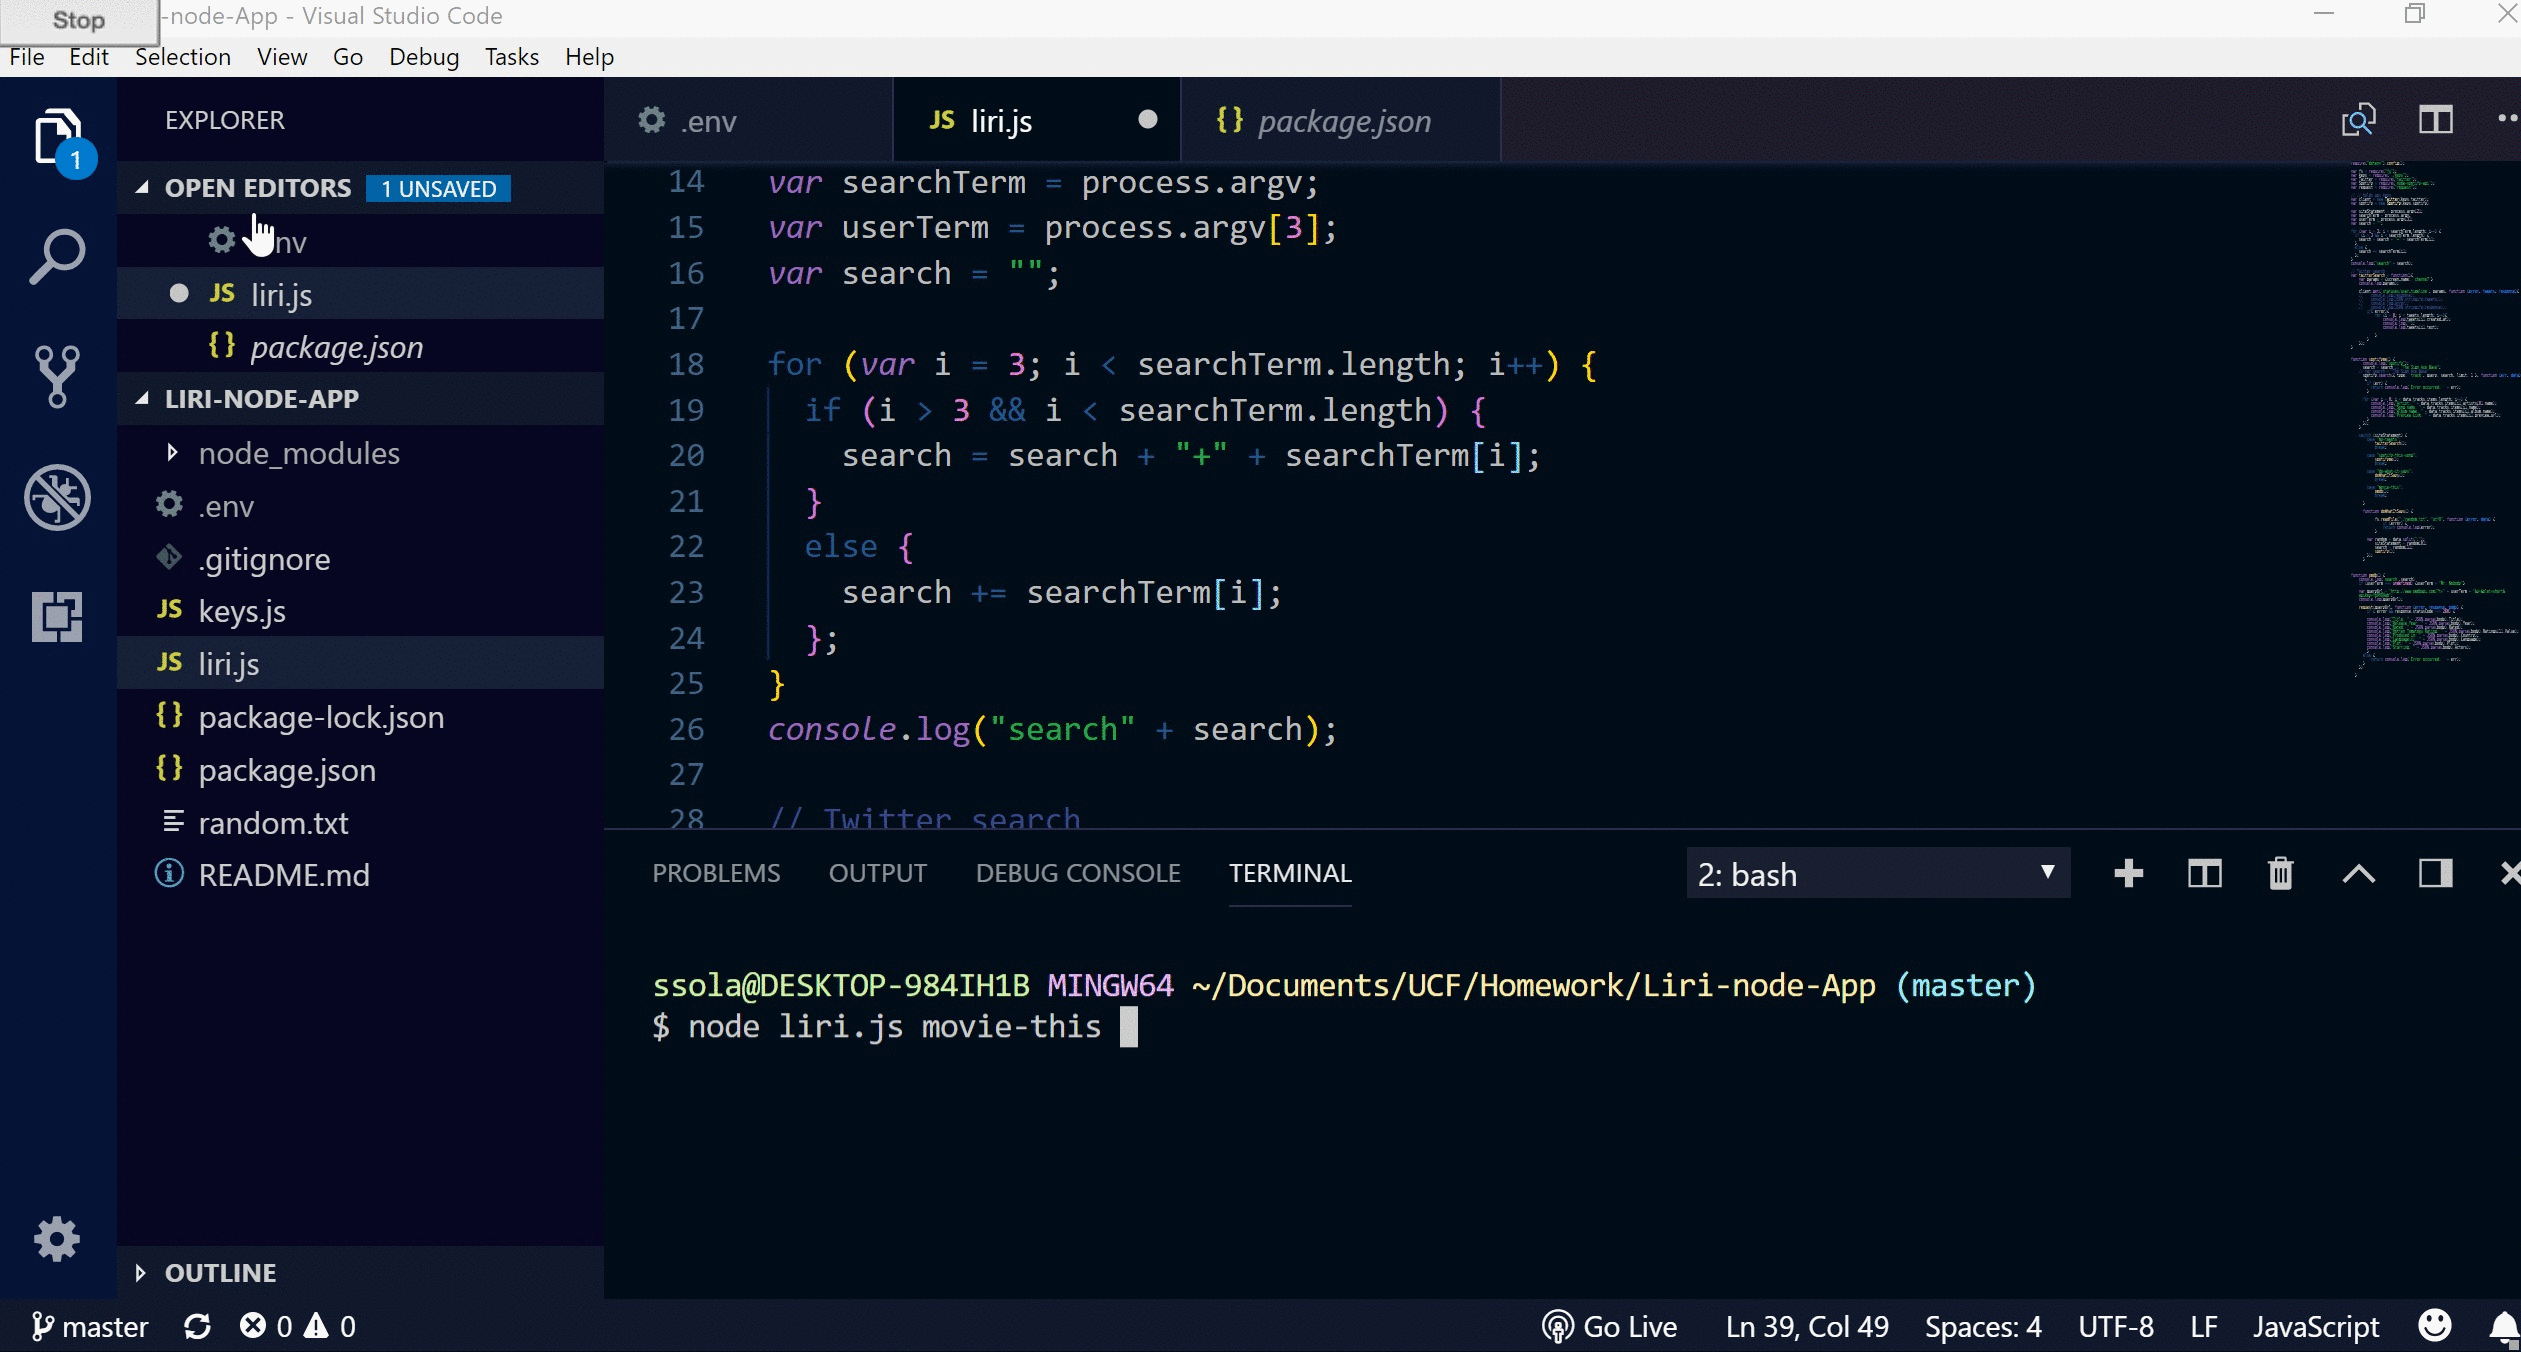 Stop -node-App - Visual Studio Code
File Edit Selection View Go Debug Tasks Help
1
EXPLORER
OPEN EDITORS 1 UNSAVED
nv
JS liri.js
{} package.json
LIRI-NODE-APP
node_modules
.env
.gitignore
JS keys.js
JS liri.js
{} package-lock.json
{} package.json
random.txt
README.md
OUTLINE
.env JS liri.js {} package.json
14 var searchTerm = process.argv;
15 var userTerm = process.argv[3];
16 var search = "";
17
18 for (var i = 3; i < searchTerm.length; i++) {
19 if (i > 3 && i < searchTerm.length) {
20 search = search + "+" + searchTerm[i];
21 }
22 else {
23 search += searchTerm[i];
24 };
25 }
26 console.log("search" + search);
27
28 // Twitter search
PROBLEMS OUTPUT DEBUG CONSOLE TERMINAL 2: bash
ssola@DESKTOP-984IH1B MINGW64 ~/Documents/UCF/Homework/Liri-node-App (master)
$ node liri.js movie-this
master 0 0 Go Live Ln 39, Col 49 Spaces: 4 UTF-8 LF JavaScript